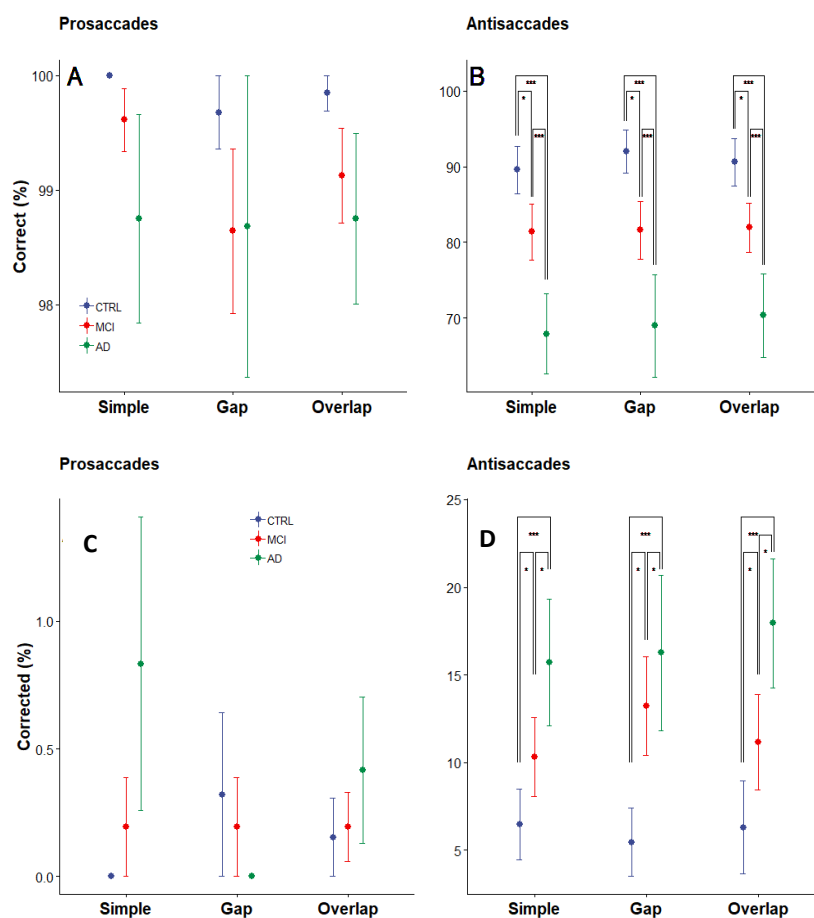 Prosaccades
A
Correct (%)
100
99
98
CTRL
MCI
AD
Simple Gap Overlap
Antisaccades
B
100
90
80
70
***
*
***
***
*
***
***
*
***
Simple Gap Overlap
Prosaccades
C
Corrected (%)
1.0
0.5
0.0
CTRL
MCI
AD
Simple Gap Overlap
Antisaccades
D
25
20
15
10
5
***
*
*
***
*
*
***
*
*
Simple Gap Overlap